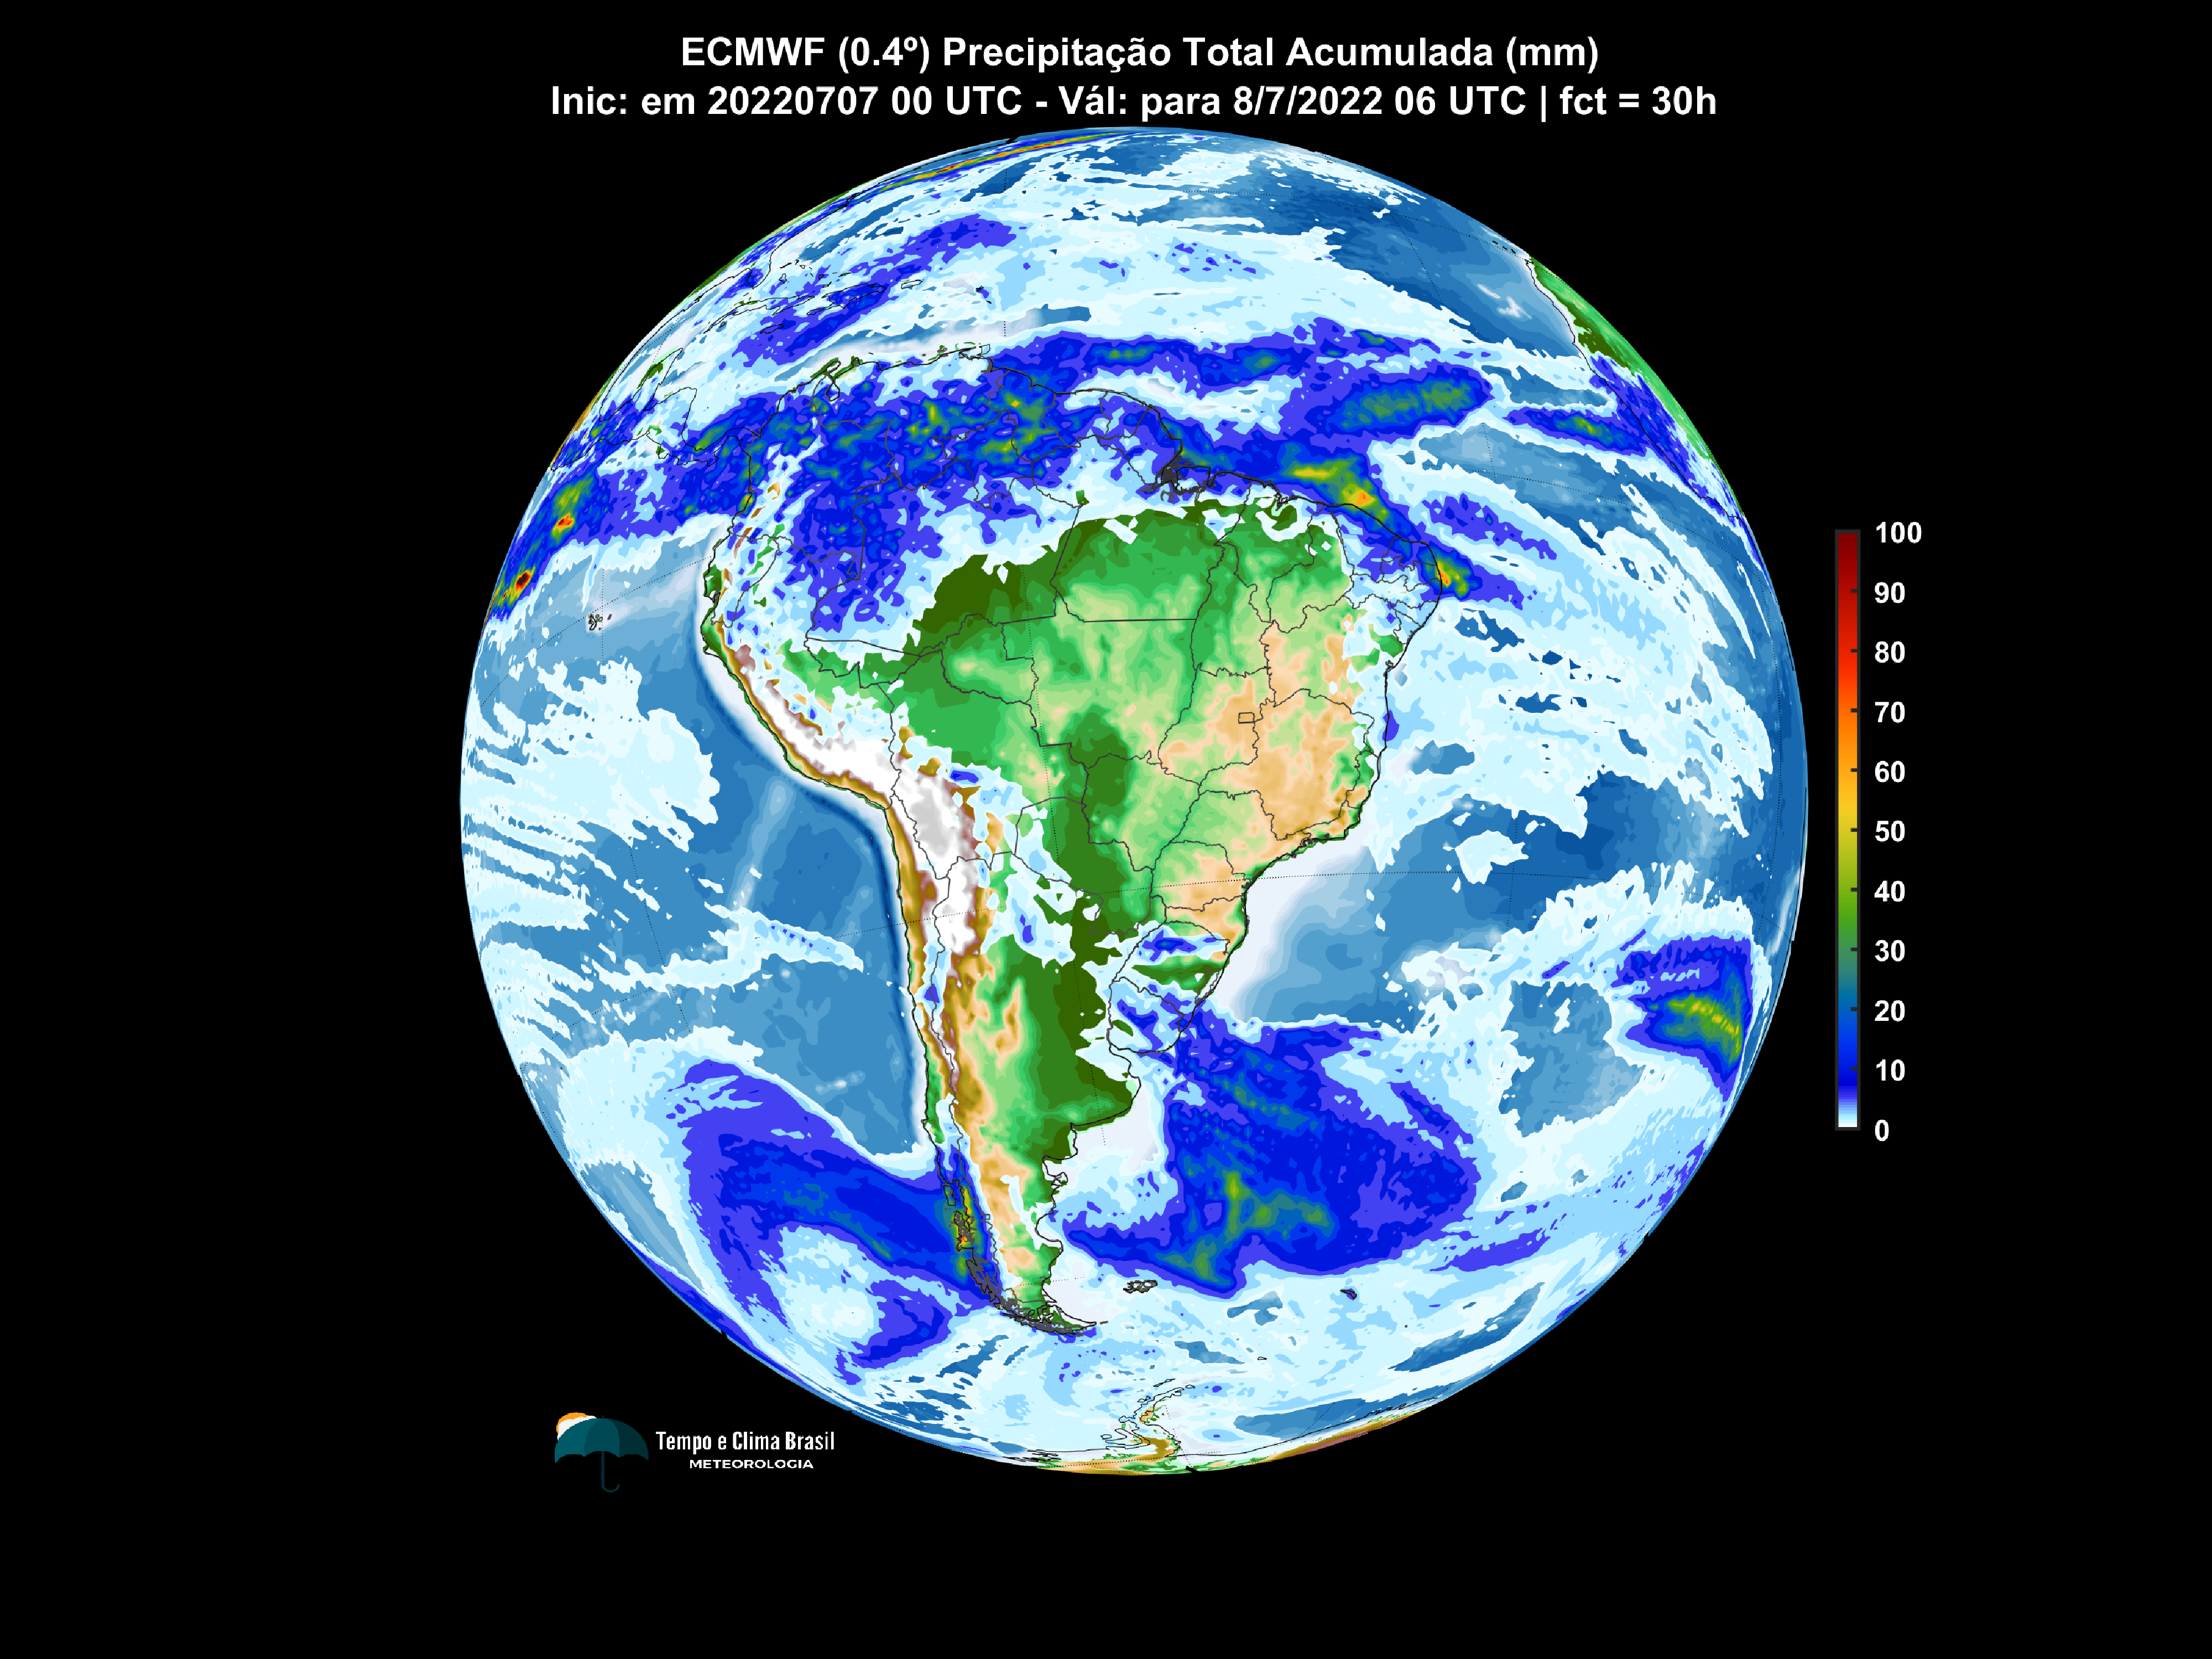 ECMWF (0.4º) Precipitação Total Acumulada (mm)
Inic: em 20220707 00 UTC - Vál: para 8/7/2022 06 UTC | fct = 30h
100
90
80
70
60
50
40
30
20
10
0
Tempo e Clima Brasil
METEOROLOGIA